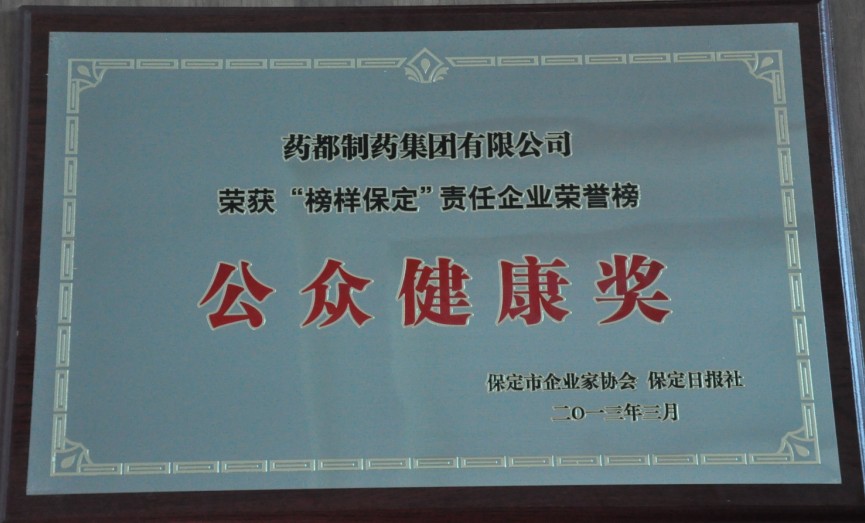 药都制药集团有限公司
荣获“榜样保定”责任企业荣誉榜
公众健康奖
保定市企业家协会 保定日报社
二〇一三年三月